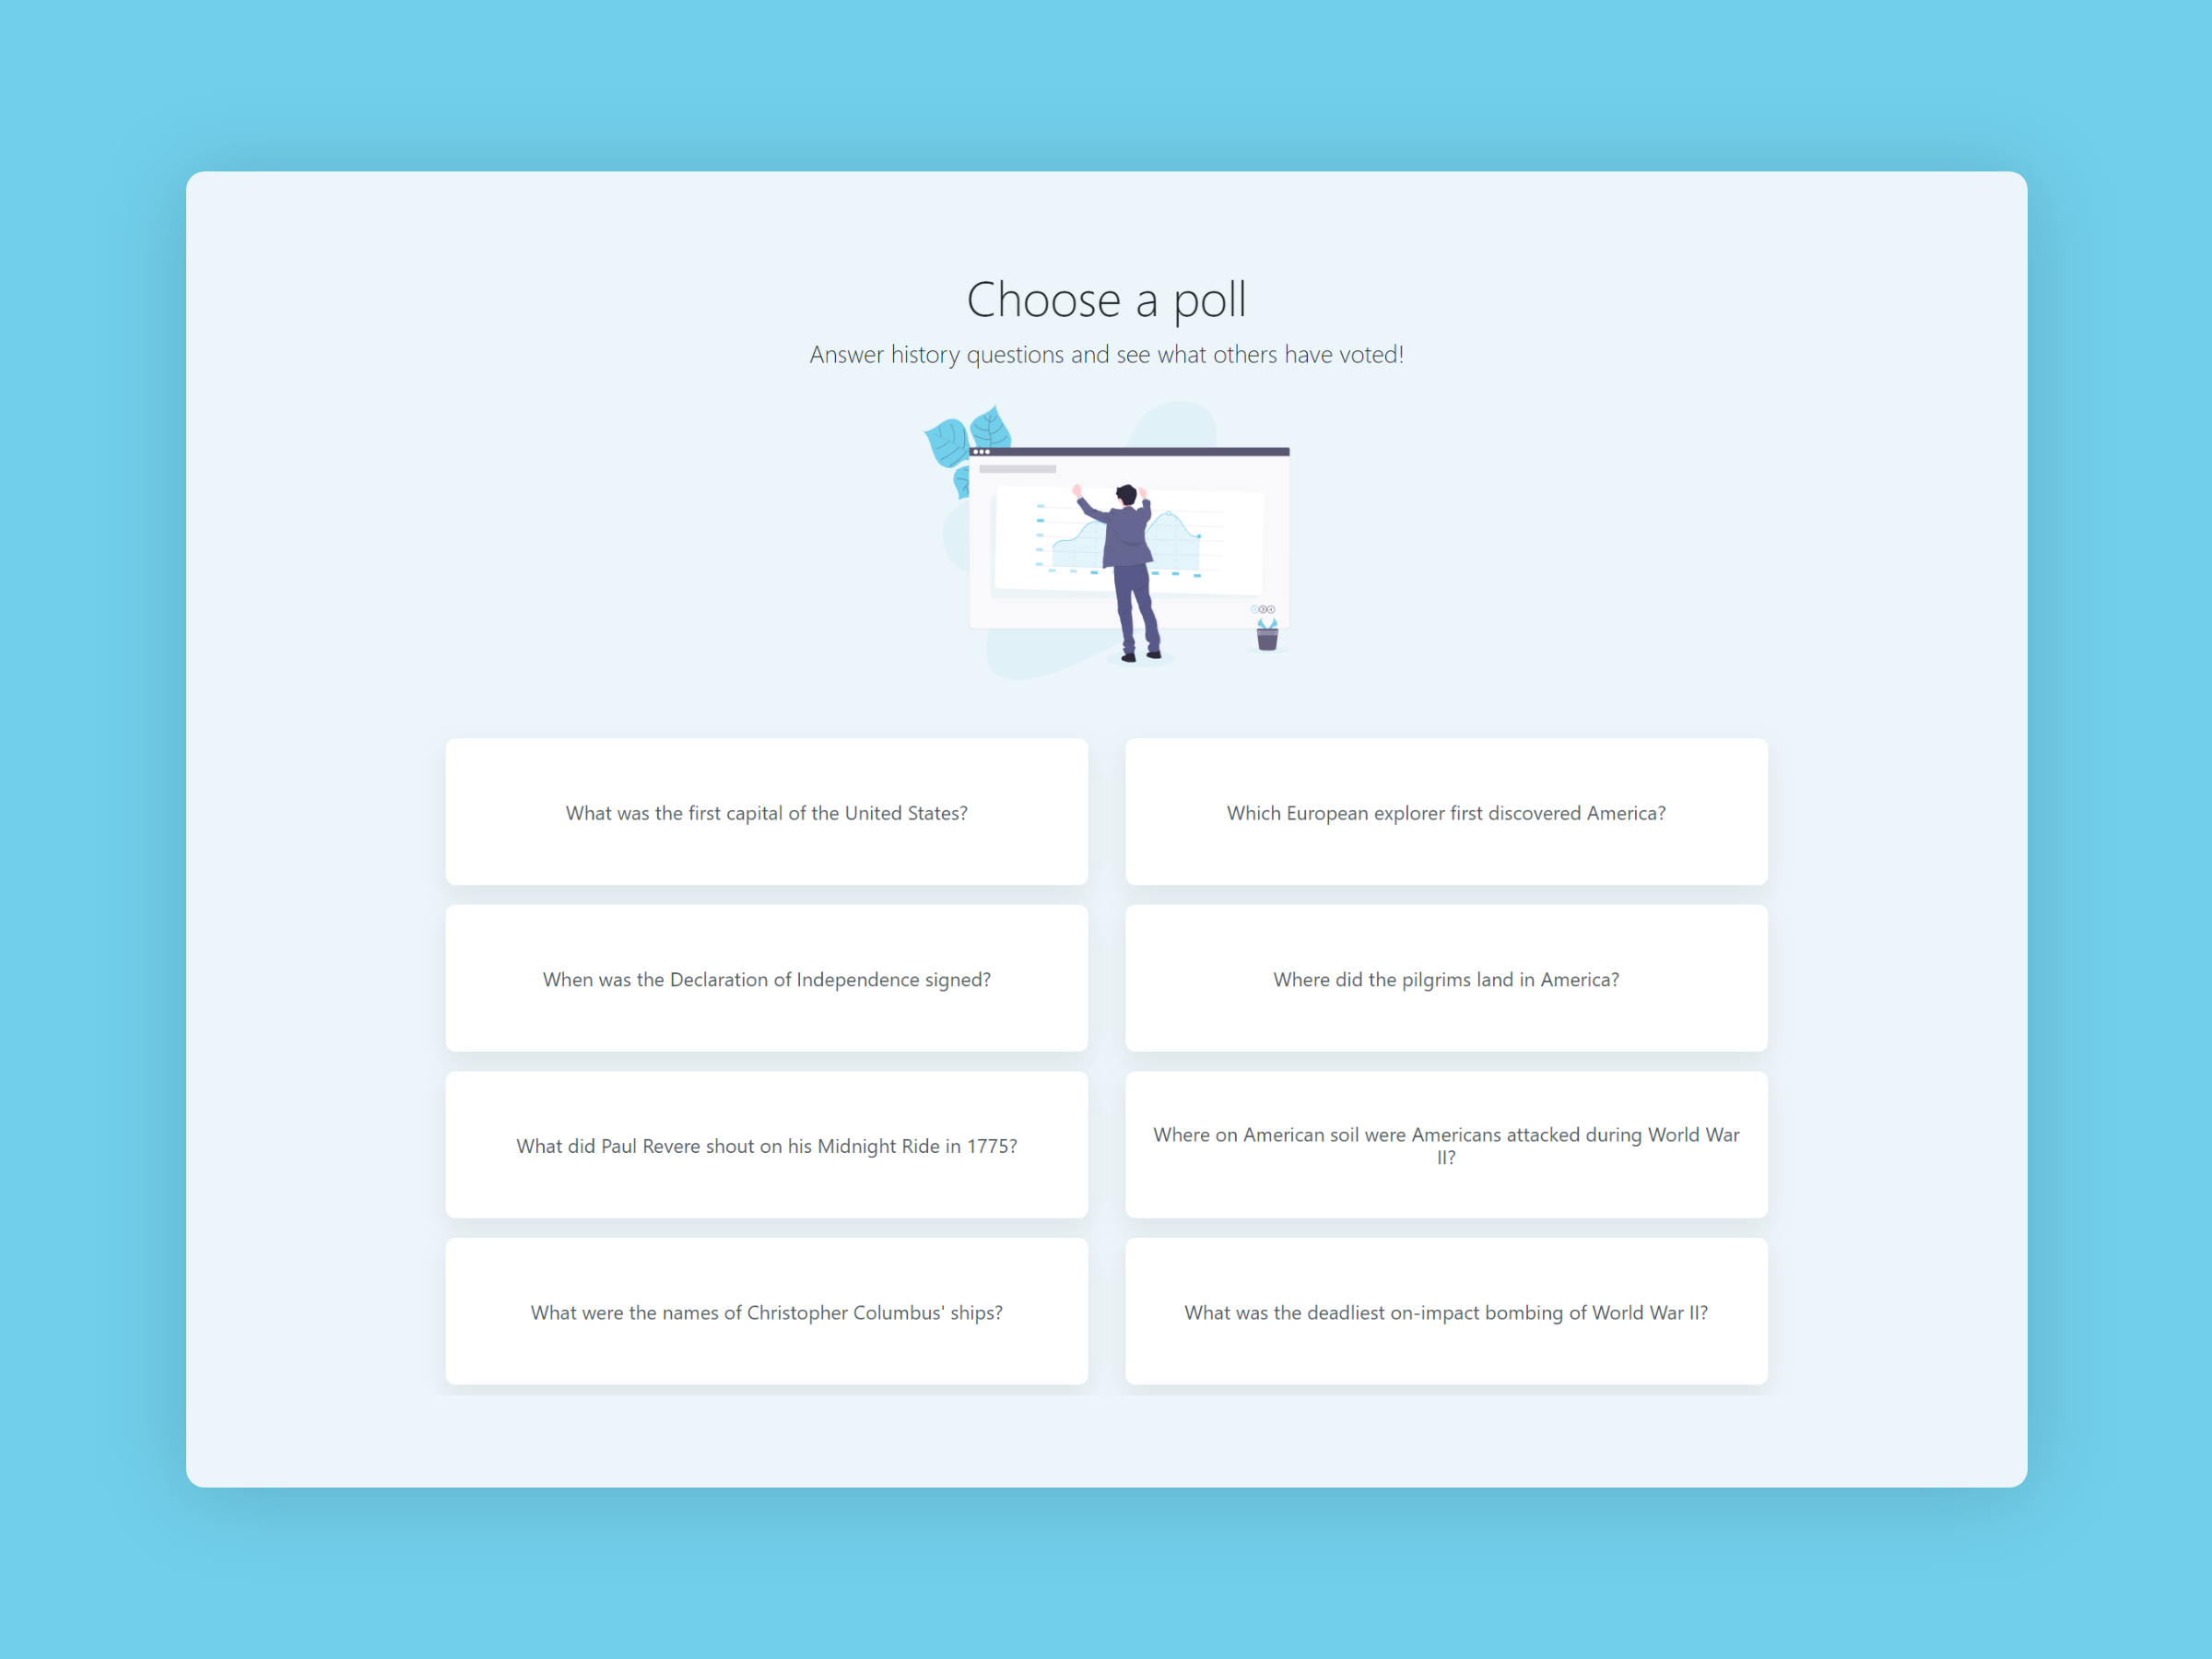 Choose a poll
Answer history questions and see what others have voted!
What was the first capital of the United States?
Which European explorer first discovered America?
When was the Declaration of Independence signed?
Where did the pilgrims land in America?
What did Paul Revere shout on his Midnight Ride in 1775?
Where on American soil were Americans attacked during World War
II?
What were the names of Christopher Columbus' ships?
What was the deadliest on-impact bombing of World War II?